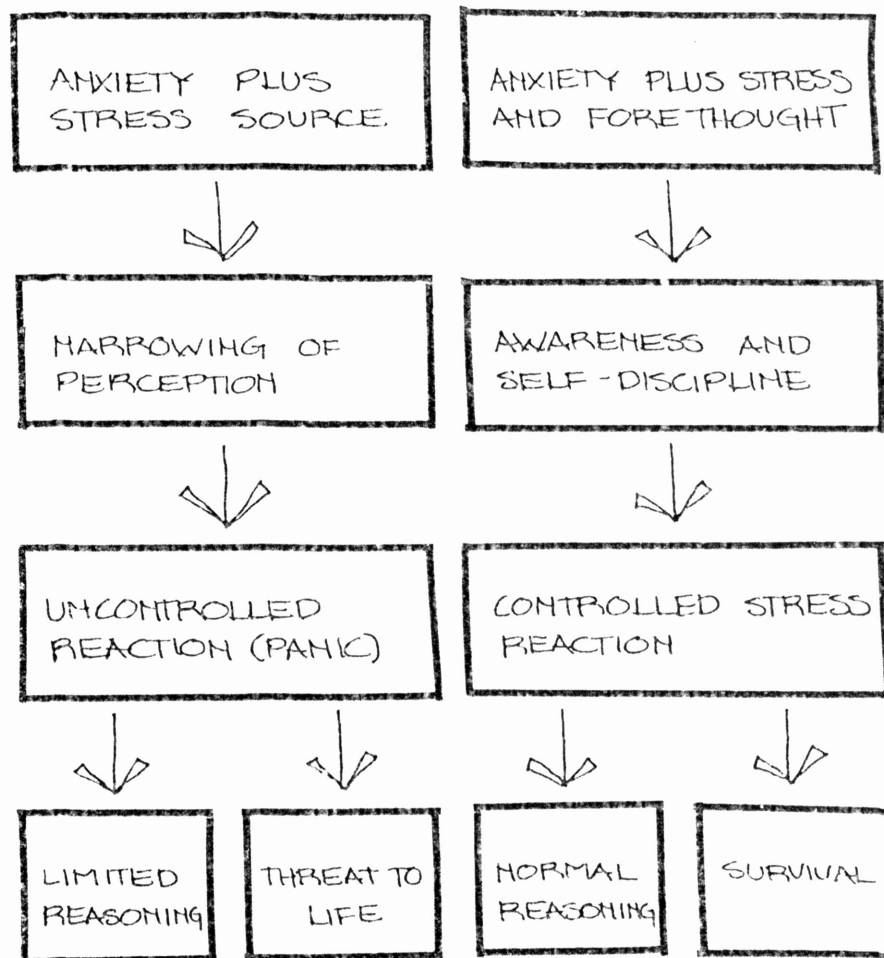 ANXIETY PLUS
STRESS SOURCE.
ANXIETY PLUS STRESS
AND FORETHOUGHT
NARROWING OF
PERCEPTION
AWARENESS AND
SELF-DISCIPLINE
UNCONTROLLED
REACTION (PANIC)
CONTROLLED STRESS
REACTION
LIMITED
REASONING
THREAT TO
LIFE
NORMAL
REASONING
SURVIVAL